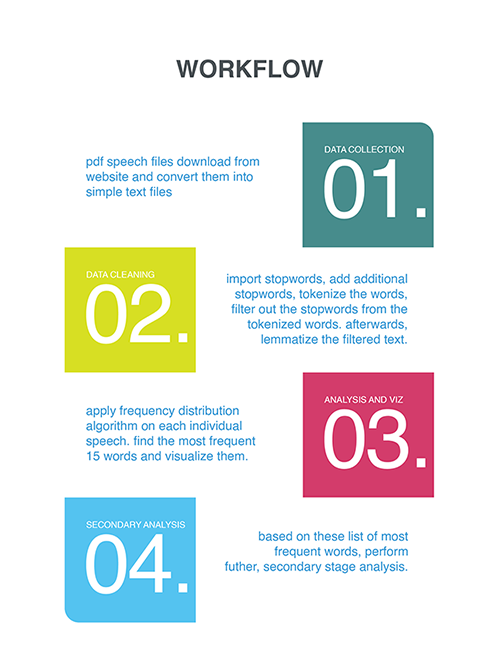 WORKFLOW
DATA COLLECTION
01.
pdf speech files download from
website and convert them into
simple text files
DATA CLEANING
02.
import stopwords, add additional
stopwords, tokenize the words,
filter out the stopwords from the
tokenized words. afterwards,
lemmatize the filtered text.
ANALYSIS AND VIZ
03.
apply frequency distribution
algorithm on each individual
speech. find the most frequent
15 words and visualize them.
SECONDARY ANALYSIS
04.
based on these list of most
frequent words, perform
futher, secondary stage analysis.